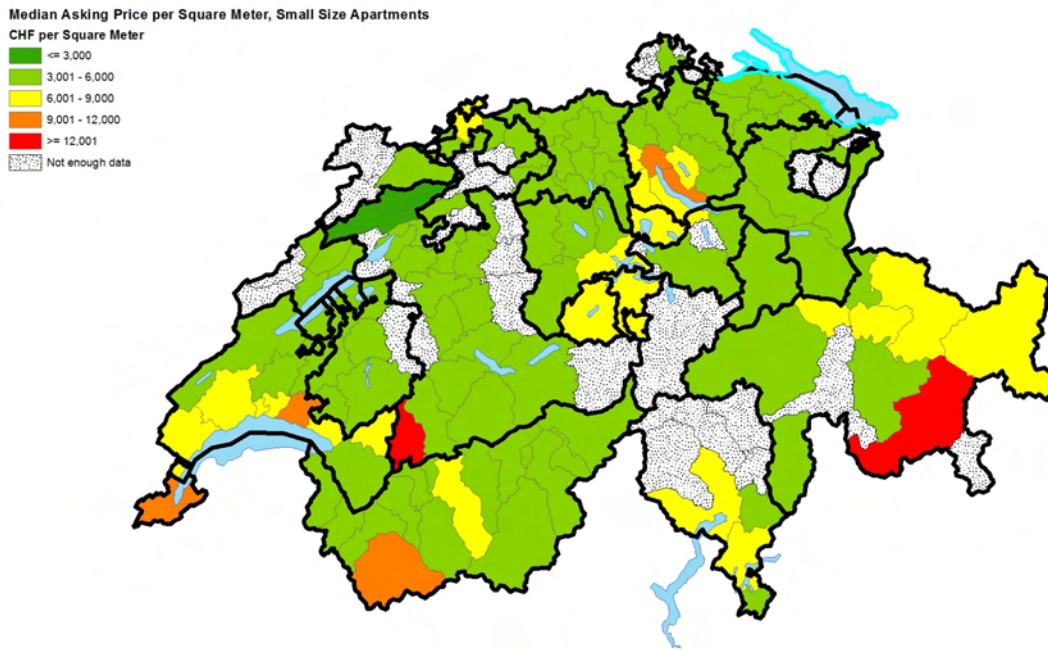 Median Asking Price per Square Meter, Small Size Apartments
CHF per Square Meter
<= 3,000
3,001 - 6,000
6,001 - 9,000
9,001 - 12,000
>= 12,001
Not enough data